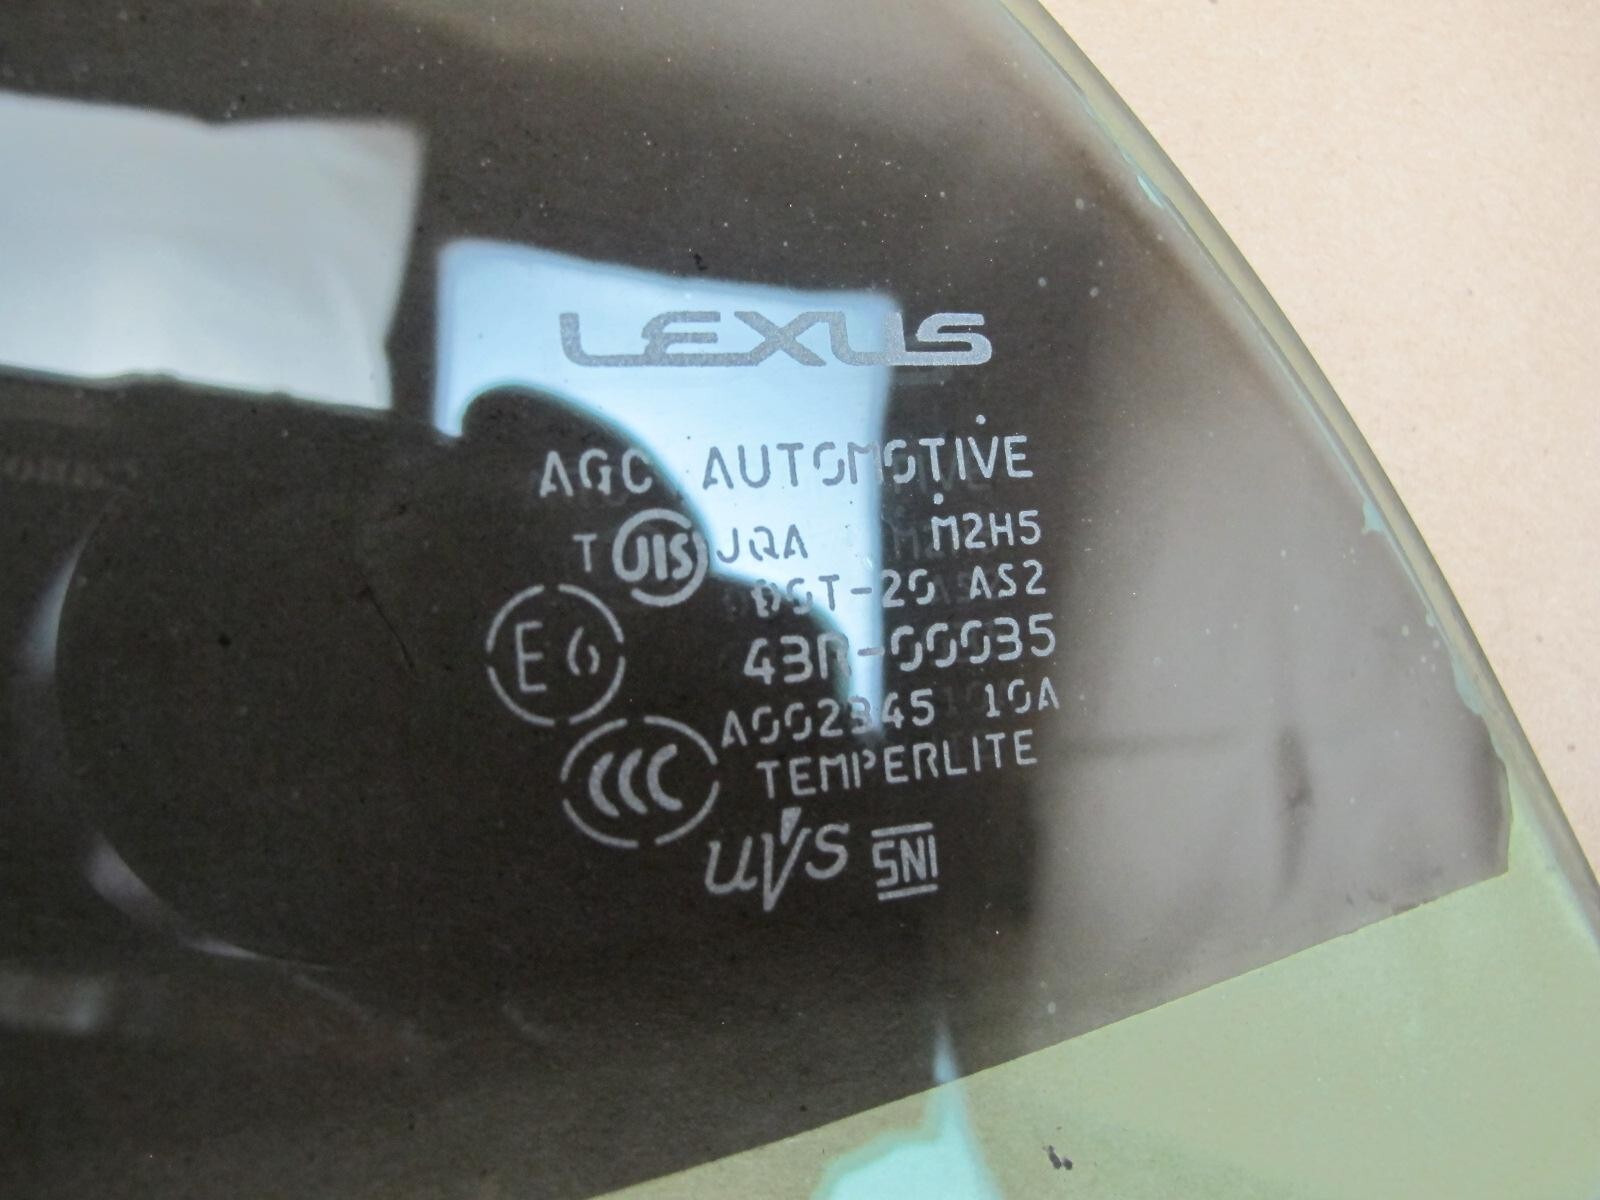 LEXUS
AGC AUTOMOTIVE
T JIS JQA M2H5
DOT-20 AS2
E6 43R-00035
A002345 10A
CCC TEMPERLITE
UVS SNI